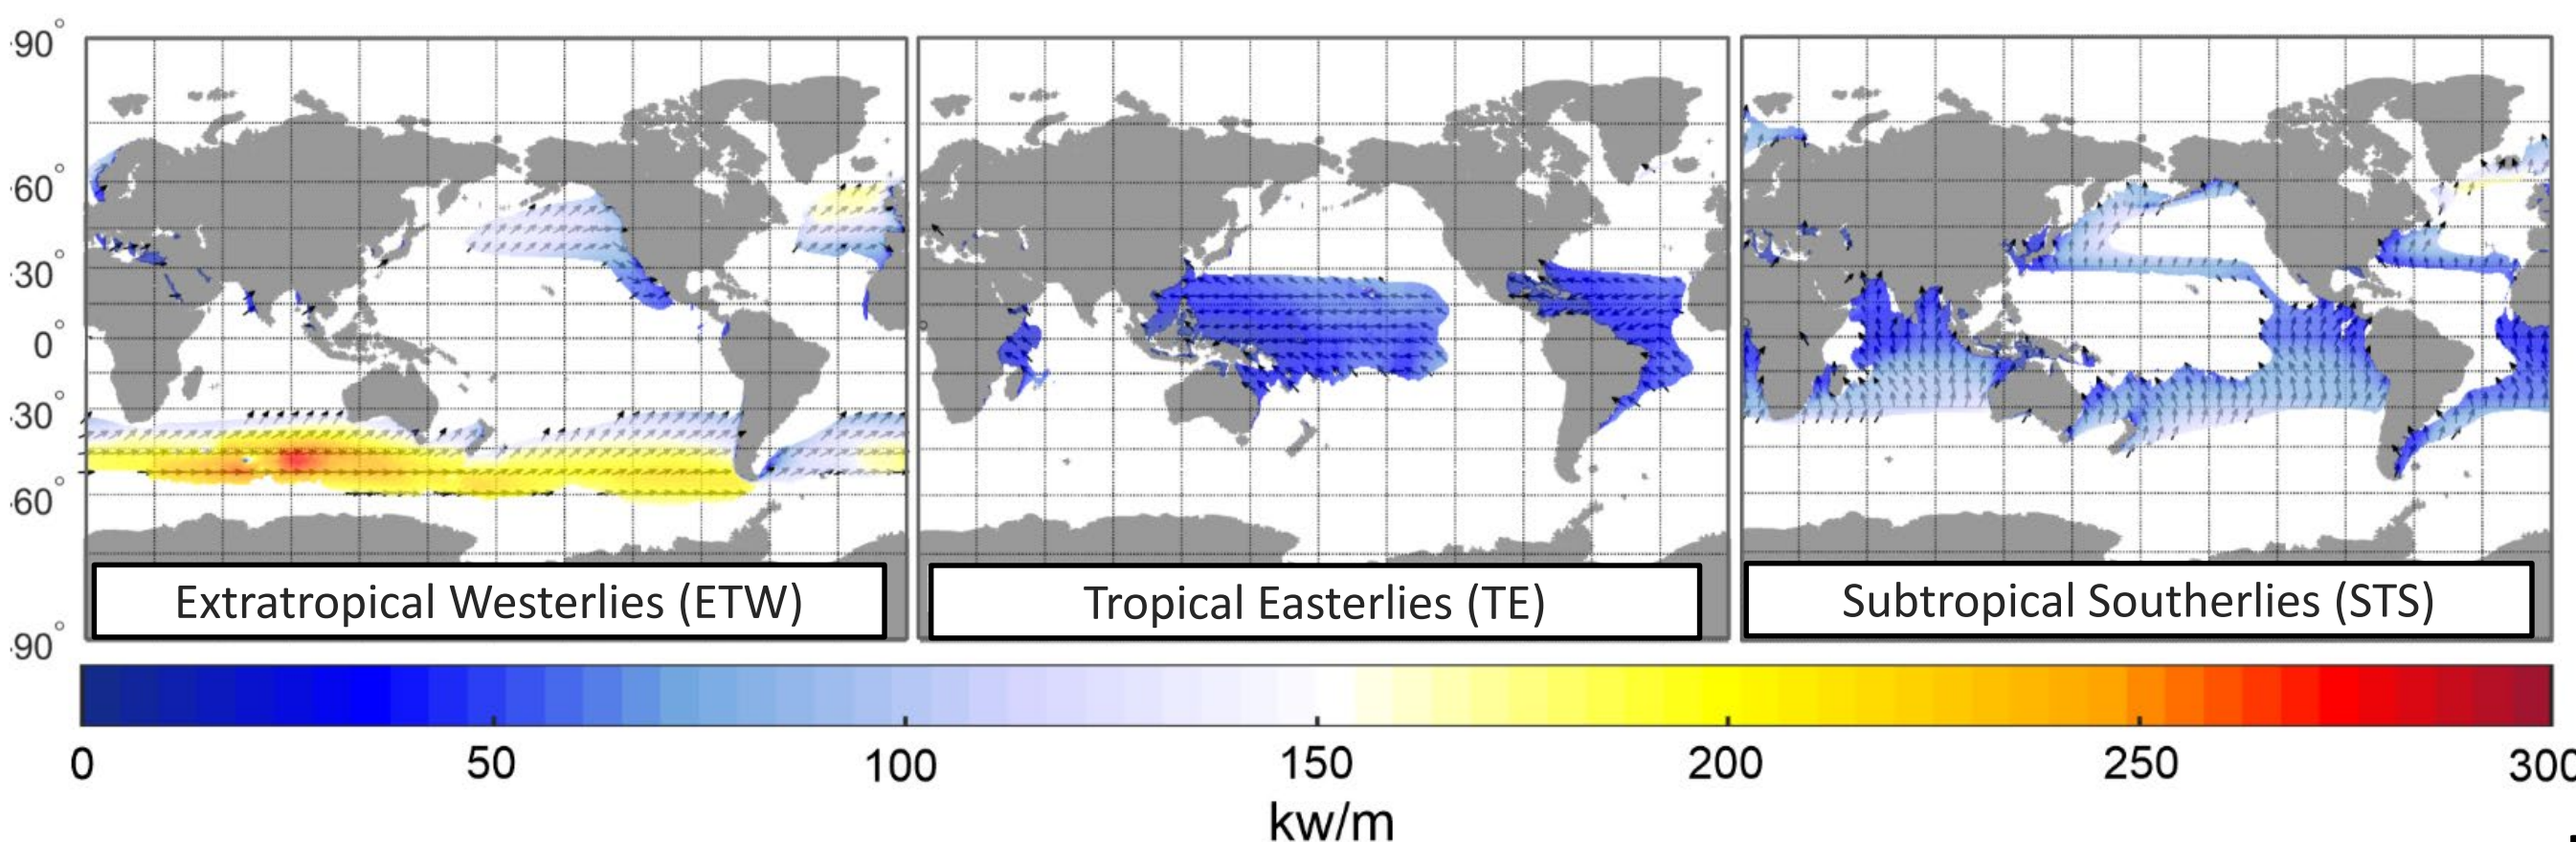 90°
60°
30°
0°
-30°
-60°
-90°
Extratropical Westerlies (ETW)
Tropical Easterlies (TE)
Subtropical Southerlies (STS)
0 50 100 150 200 250 300
kw/m